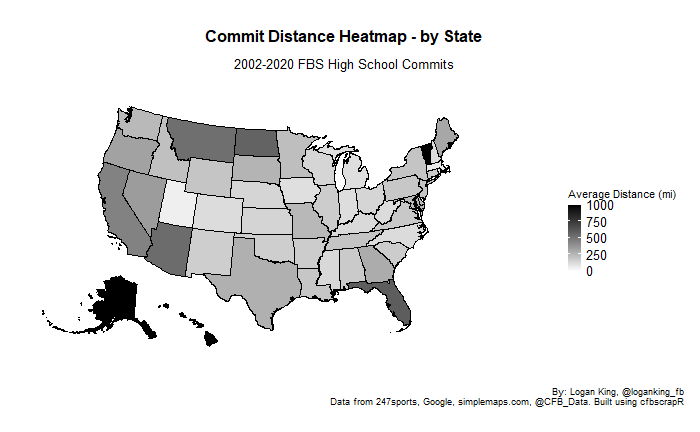 Commit Distance Heatmap - by State
2002-2020 FBS High School Commits
Average Distance (mi)
1000
750
500
250
0
By: Logan King, @loganking_fb
Data from 247sports, Google, simplemaps.com, @CFB_Data. Built using cfbscrapR